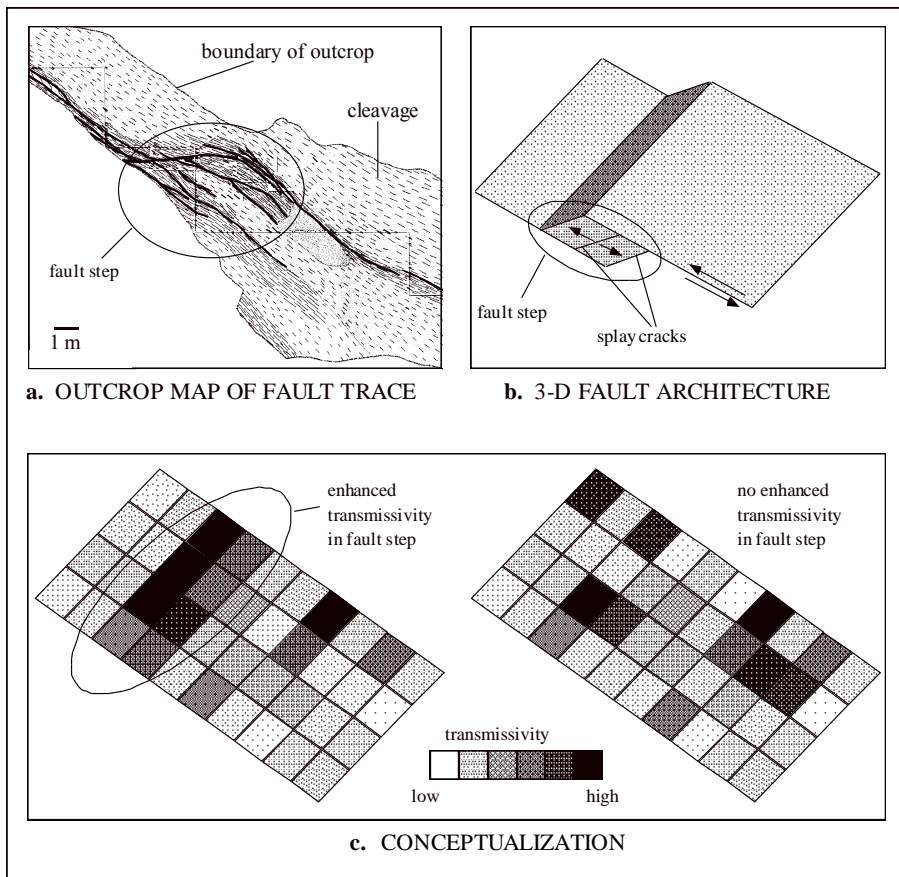 boundary of outcrop
cleavage
fault step
1 m
a. OUTCROP MAP OF FAULT TRACE
fault step
splay cracks
b. 3-D FAULT ARCHITECTURE
enhanced
transmissivity
in fault step
no enhanced
transmissivity
in fault step
transmissivity
low
high
c. CONCEPTUALIZATION